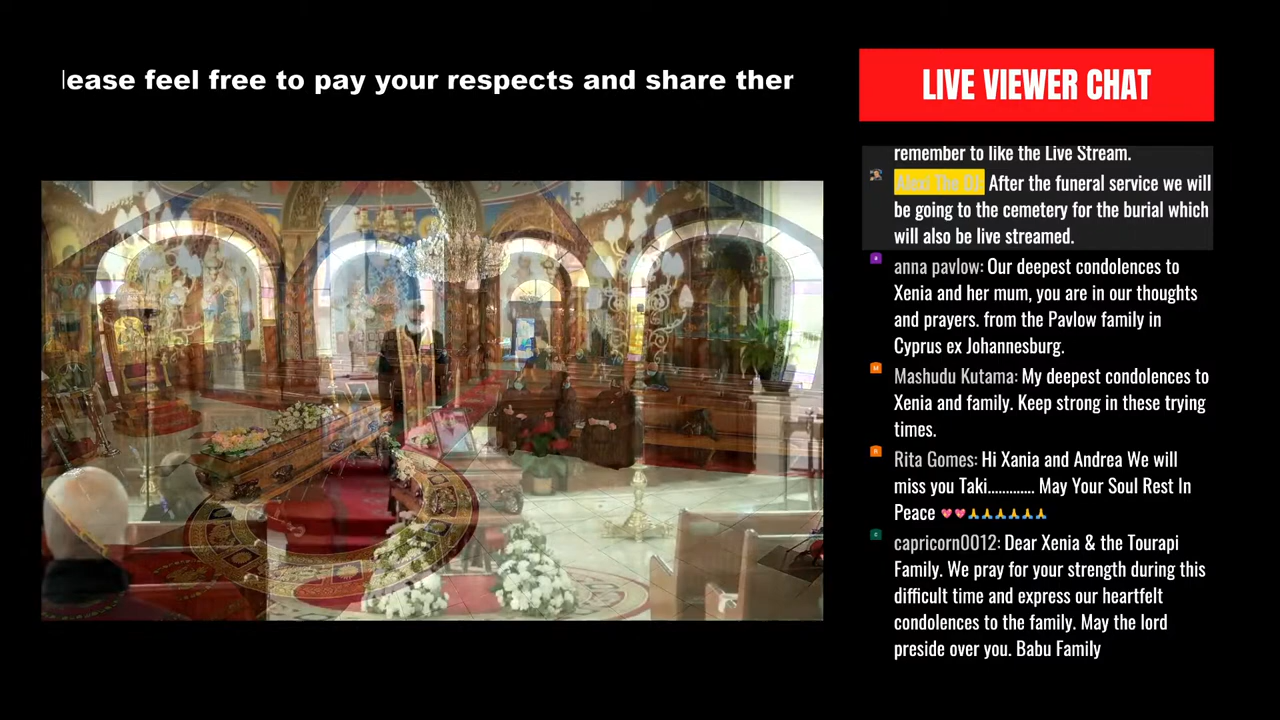 lease feel free to pay your respects and share ther
LIVE VIEWER CHAT
remember to like the Live Stream.
Alexi The DJ: After the funeral service we will
be going to the cemetery for the burial which
will also be live streamed.
anna pavlow: Our deepest condolences to
Xenia and her mum, you are in our thoughts
and prayers. from the Pavlow family in
Cyprus ex Johannesburg.
Mashudu Kutama: My deepest condolences to
Xenia and family. Keep strong in these trying
times.
Rita Gomes: Hi Xania and Andrea We will
miss you Taki............. May Your Soul Rest In
Peace 💗💗🙏🙏🙏🙏🙏🙏
capricorn0012: Dear Xenia & the Tourapi
Family. We pray for your strength during this
difficult time and express our heartfelt
condolences to the family. May the lord
preside over you. Babu Family